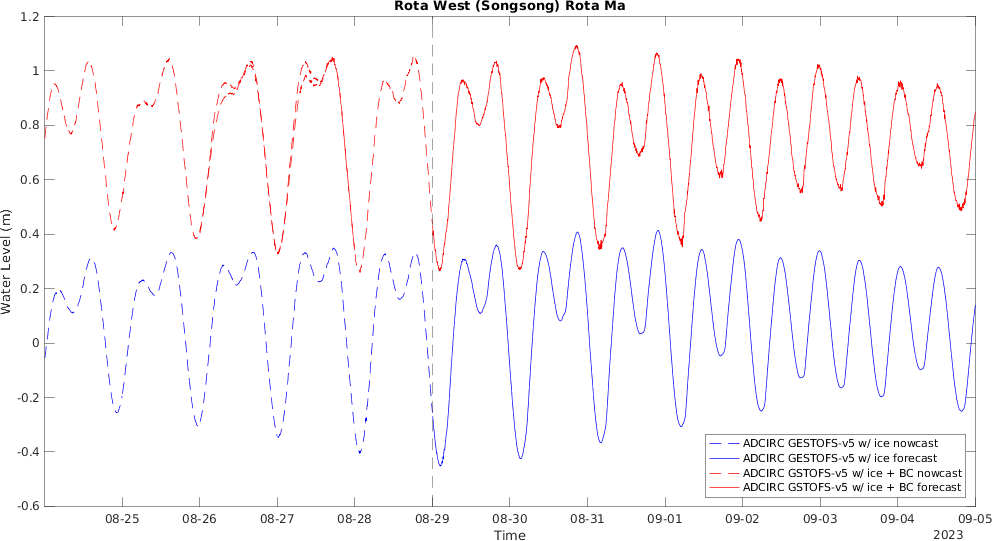 Rota West (Songsong) Rota Ma
1.2
1
0.8
0.6
0.4
0.2
0
-0.2
-0.4
-0.6
Water Level (m)
ADCIRC GESTOFS-v5 w/ ice nowcast
ADCIRC GESTOFS-v5 w/ ice forecast
ADCIRC GSTOFS-v5 w/ ice + BC nowcast
ADCIRC GSTOFS-v5 w/ ice + BC forecast
08-25 08-26 08-27 08-28 08-29 08-30 08-31 09-01 09-02 09-03 09-04 09-05
Time
2023